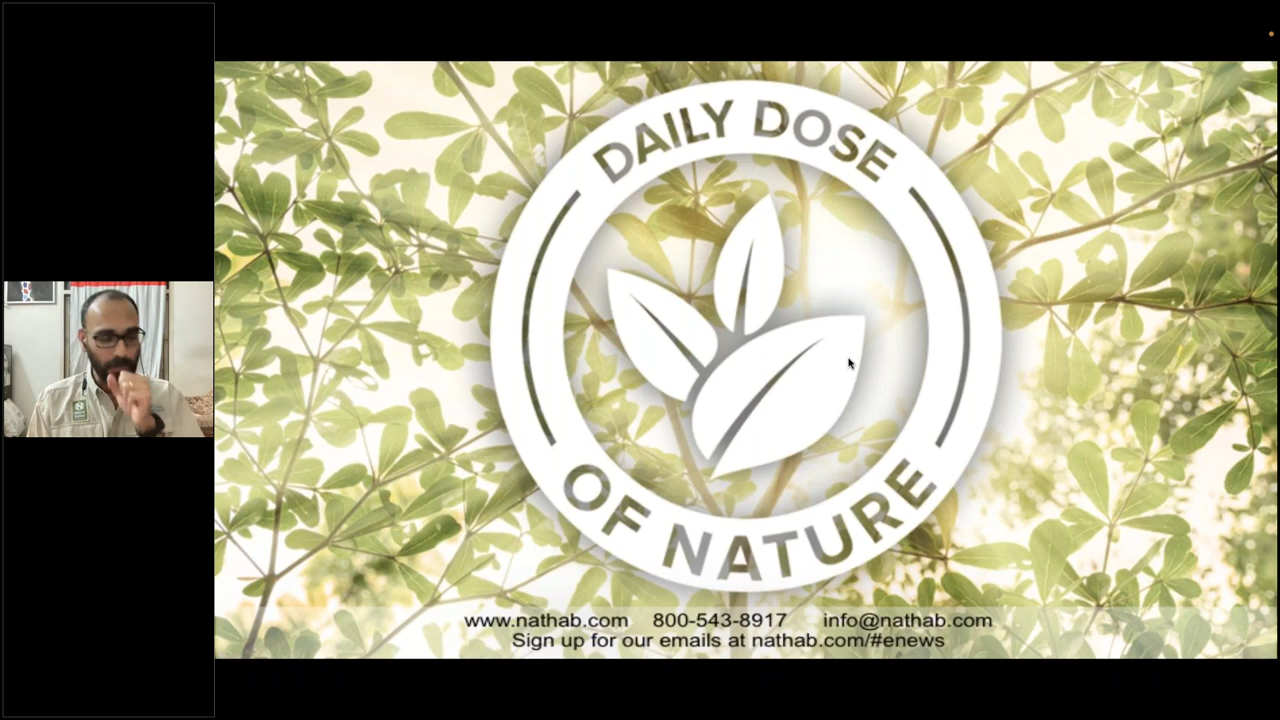 DAILY DOSE
OF NATURE
www.nathab.com 800-543-8917 info@nathab.com
Sign up for our emails at nathab.com/#enews